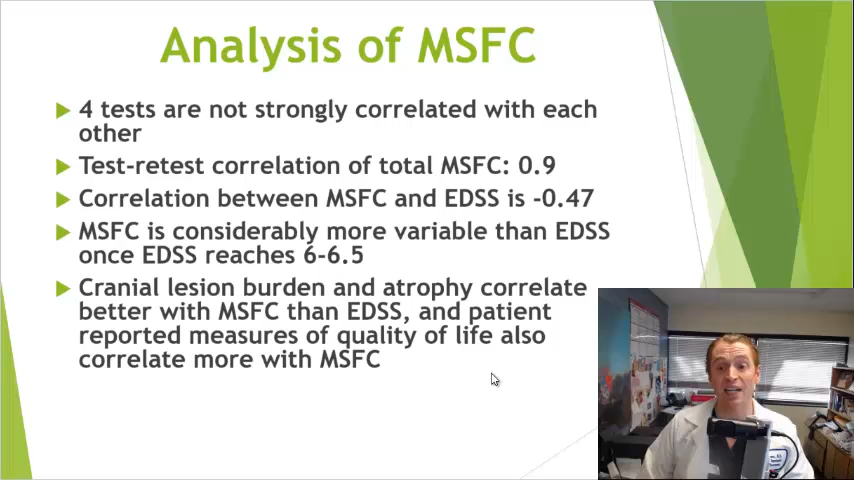 Analysis of MSFC
4 tests are not strongly correlated with each
other
Test-retest correlation of total MSFC: 0.9
Correlation between MSFC and EDSS is -0.47
MSFC is considerably more variable than EDSS
once EDSS reaches 6-6.5
Cranial lesion burden and atrophy correlate
better with MSFC than EDSS, and patient
reported measures of quality of life also
correlate more with MSFC